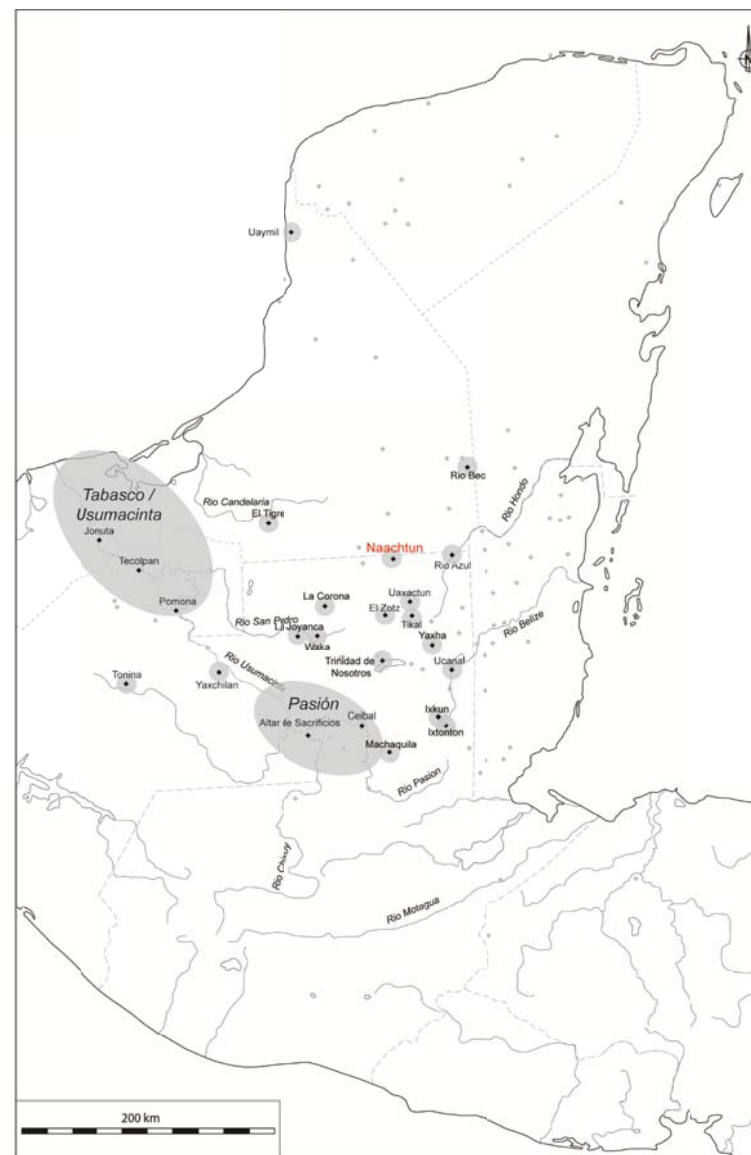 Uaymil
Rio Bec
Tabasco /
Usumacinta
Rio Candelaría
El Tigre
Rio Hondo
Jonuta
Naachtun
Rio Azul
Tecolpan
La Corona
Uaxactun
Pomona
El Zotz
Tikal
Rio San Pedro
La Joyanca
Waka
Yaxha
Rio Belize
Trinidad de
Nosotros
Ucanal
Tonina
Yaxchilan
Rio Usumacinta
Pasión
Altar de Sacrificios
Ceibal
Ixkun
Ixtonton
Machaquila
Rio Pasion
Rio Chixoy
Rio Motagua
200 km